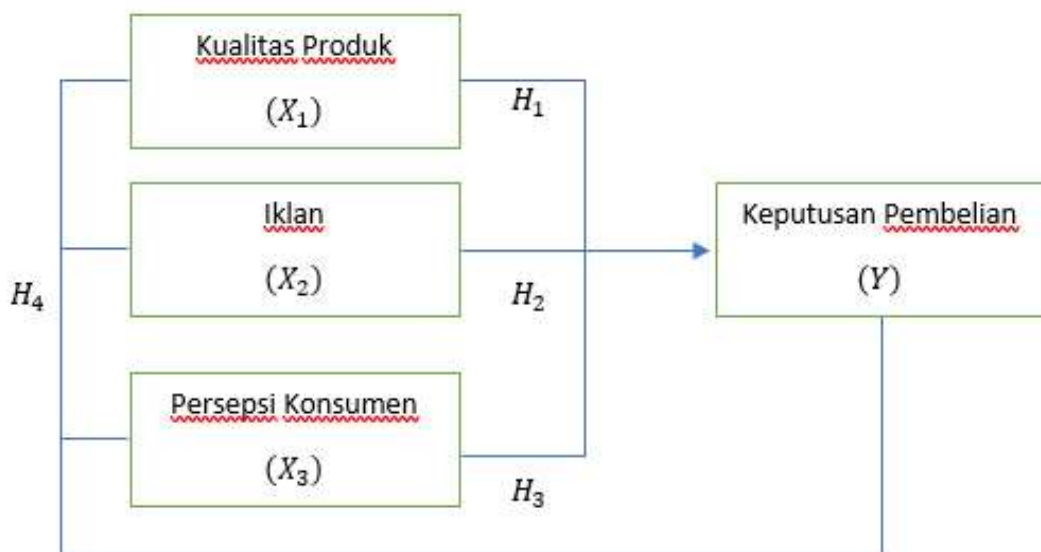 Kualitas Produk
(X₁)
H₁
Iklan
(X₂)
H₂
Persepsi Konsumen
(X₃)
H₃
H₄
Keputusan Pembelian
(Y)